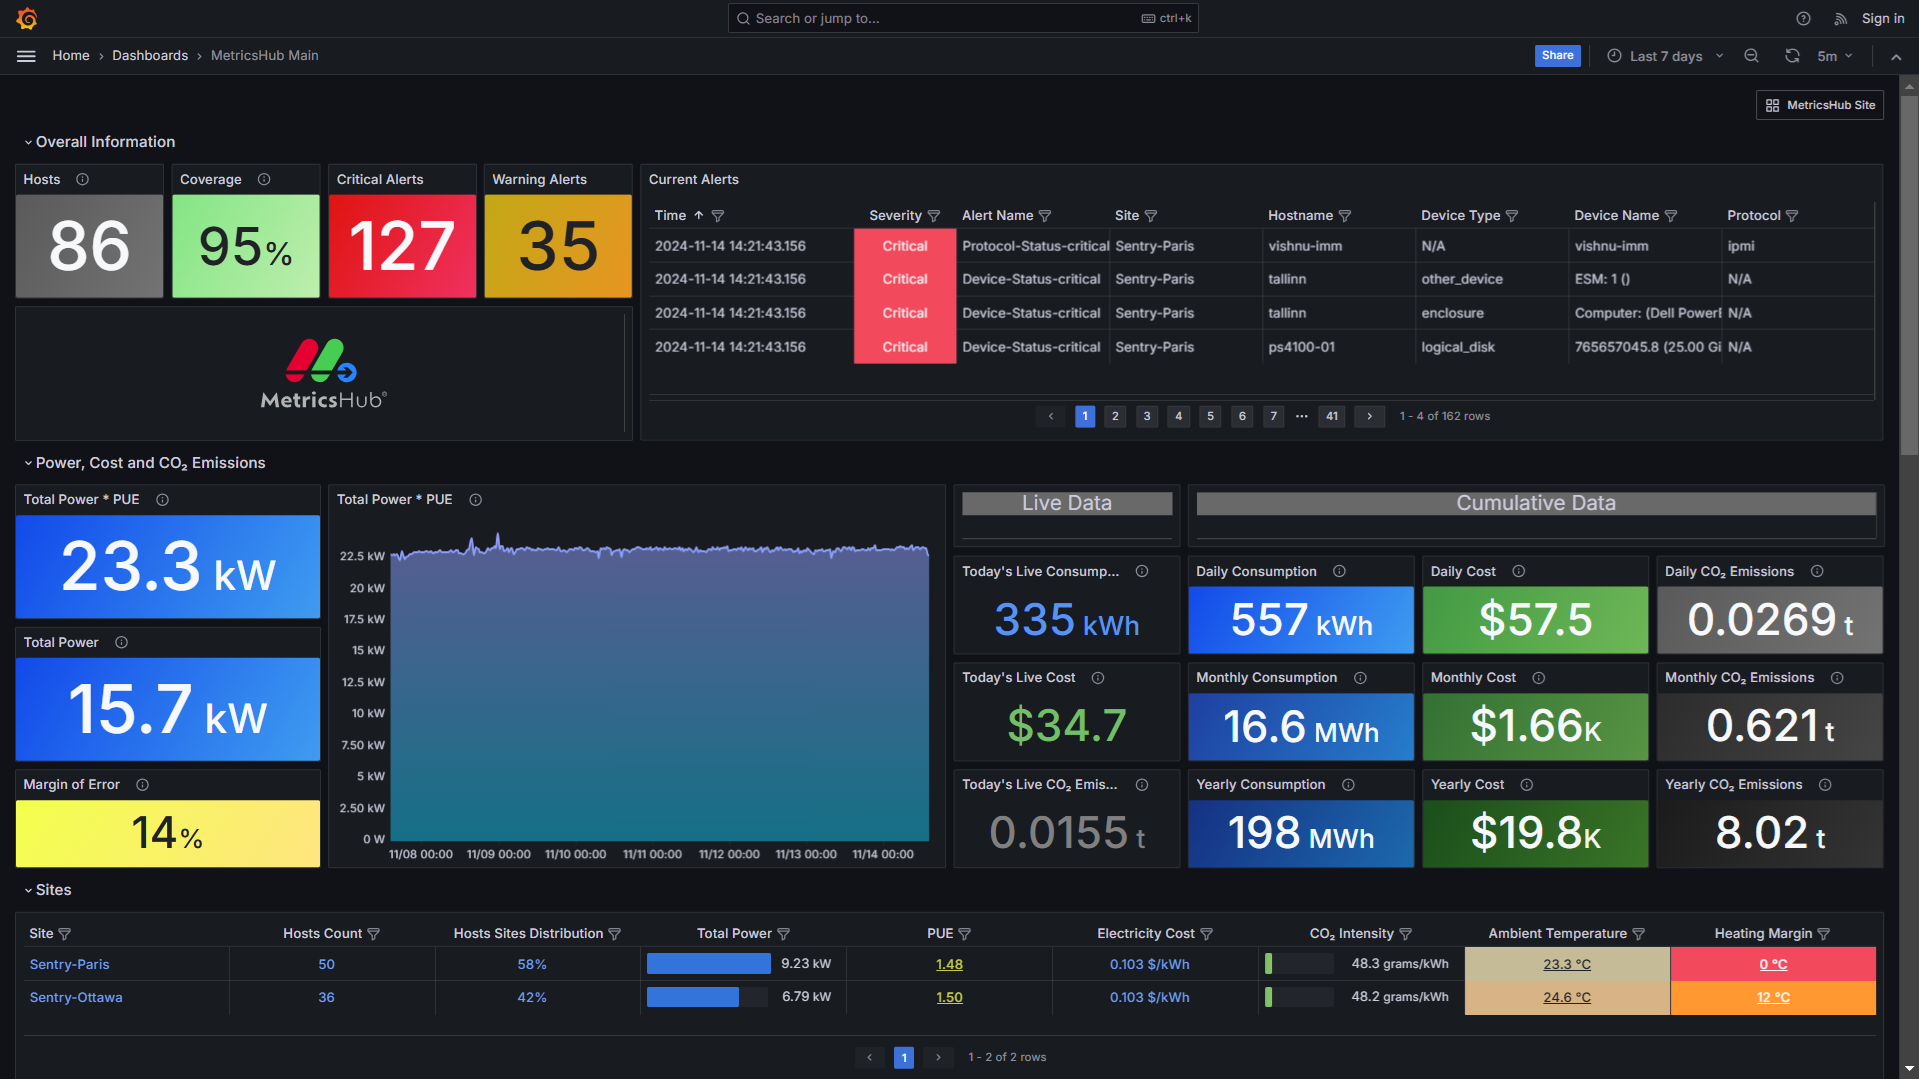 Search or jump to... ctrl+k Sign in
Home › Dashboards › MetricsHub Main Share Last 7 days 5m
MetricsHub Site
Overall Information
Hosts Coverage Critical Alerts Warning Alerts
86 95% 127 35
MetricsHub®
Current Alerts
Time Severity Alert Name Site Hostname Device Type Device Name Protocol
2024-11-14 14:21:43.156 Critical Protocol-Status-critical Sentry-Paris vishnu-imm N/A vishnu-imm ipmi
2024-11-14 14:21:43.156 Critical Device-Status-critical Sentry-Paris tallinn other_device ESM: 1 () N/A
2024-11-14 14:21:43.156 Critical Device-Status-critical Sentry-Paris tallinn enclosure Computer: (Dell PowerE N/A
2024-11-14 14:21:43.156 Critical Device-Status-critical Sentry-Paris ps4100-01 logical_disk 765657045.8 (25.00 Gi N/A
‹ 1 2 3 4 5 6 7 ··· 41 › 1 - 4 of 162 rows
Power, Cost and CO₂ Emissions
Total Power * PUE
23.3 kW
Total Power
15.7 kW
Margin of Error
14%
Total Power * PUE
22.5 kW
20 kW
17.5 kW
15 kW
12.5 kW
10 kW
7.50 kW
5 kW
2.50 kW
0 W
11/08 00:00 11/09 00:00 11/10 00:00 11/11 00:00 11/12 00:00 11/13 00:00 11/14 00:00
Live Data Cumulative Data
Today's Live Consump... Daily Consumption Daily Cost Daily CO₂ Emissions
335 kWh 557 kWh $57.5 0.0269 t
Today's Live Cost Monthly Consumption Monthly Cost Monthly CO₂ Emissions
$34.7 16.6 MWh $1.66K 0.621 t
Today's Live CO₂ Emis... Yearly Consumption Yearly Cost Yearly CO₂ Emissions
0.0155 t 198 MWh $19.8K 8.02 t
Sites
Site Hosts Count Hosts Sites Distribution Total Power PUE Electricity Cost CO₂ Intensity Ambient Temperature Heating Margin
Sentry-Paris 50 58% 9.23 kW 1.48 0.103 $/kWh 48.3 grams/kWh 23.3 °C 0 °C
Sentry-Ottawa 36 42% 6.79 kW 1.50 0.103 $/kWh 48.2 grams/kWh 24.6 °C 12 °C
‹ 1 › 1 - 2 of 2 rows